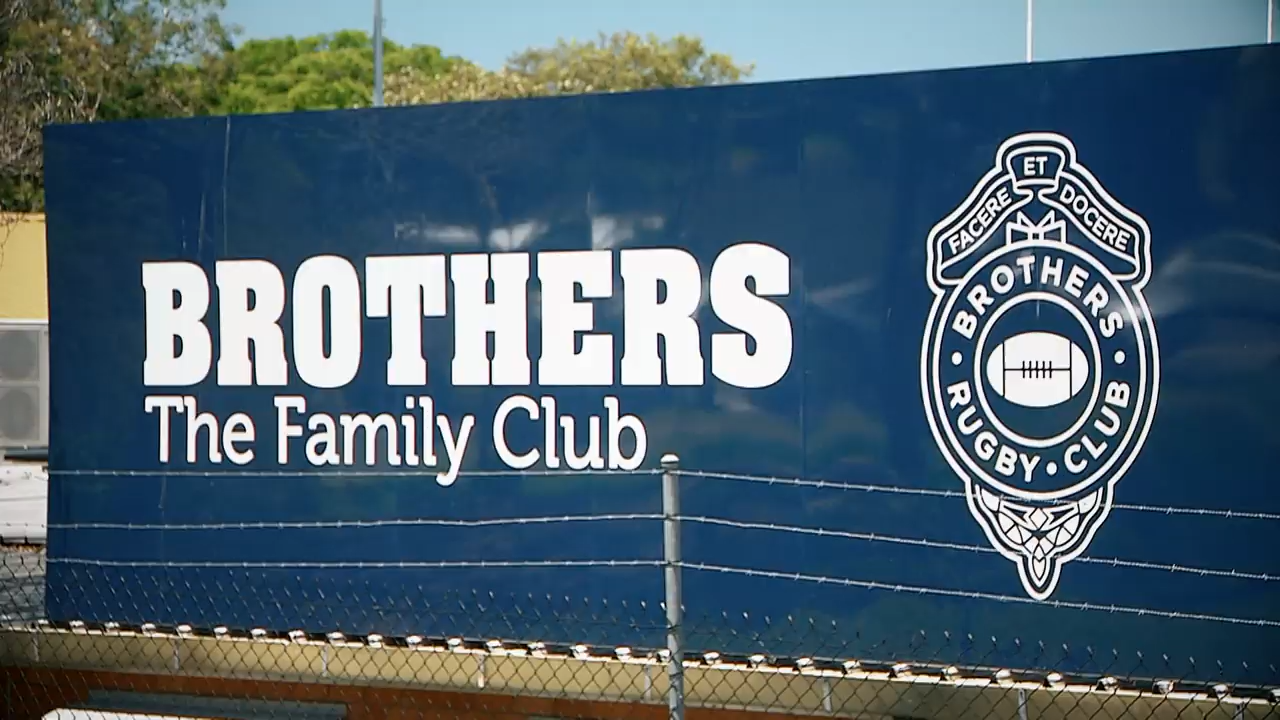 BROTHERS
The Family Club
FACERE ET DOCERE
BROTHERS
RUGBY • CLUB